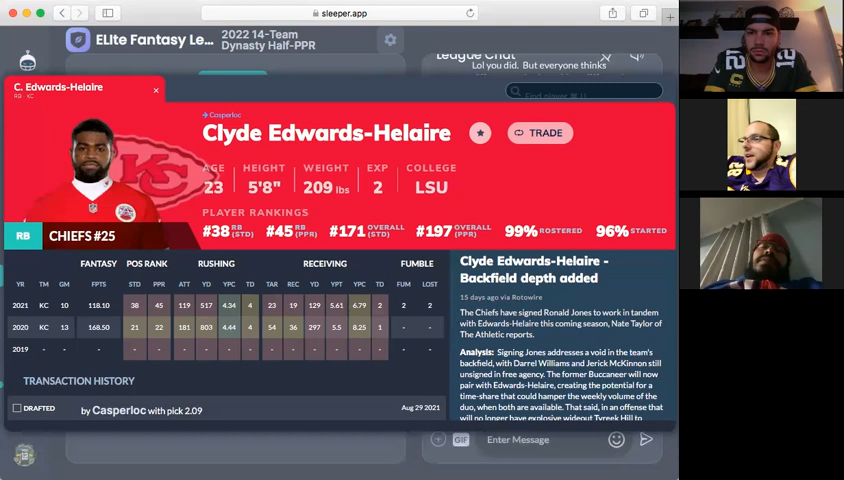 sleeper.app
ELite Fantasy Le...
2022 14-Team
Dynasty Half-PPR
League Chat
Lol you did. But everyone thinks
C. Edwards-Helaire
RB · KC
Find player
Casperloc
Clyde Edwards-Helaire
TRADE
AGE HEIGHT WEIGHT EXP COLLEGE
23 5'8" 209 lbs 2 LSU
PLAYER RANKINGS
#38 RB (STD) #45 RB (PPR) #171 OVERALL (STD) #197 OVERALL (PPR) 99% ROSTERED 96% STARTED
RB CHIEFS #25
FANTASY POS RANK RUSHING RECEIVING FUMBLE
YR TM GM FPTS STD PPR ATT YD YPC TD TAR REC YD YPT YPC TD FUM LOST
2021 KC 10 118.10 38 45 119 517 4.34 4 23 19 129 5.61 6.79 2 2 2
2020 KC 13 168.50 21 22 181 803 4.44 4 54 36 297 5.5 8.25 1 - -
2019 - - - - - - - - - - - - - - - - -
TRANSACTION HISTORY
DRAFTED by Casperloc with pick 2.09 Aug 29 2021
Clyde Edwards-Helaire -
Backfield depth added
15 days ago via Rotowire
The Chiefs have signed Ronald Jones to work in tandem
with Edwards-Helaire this coming season, Nate Taylor of
The Athletic reports.
Analysis: Signing Jones addresses a void in the team's
backfield, with Darrel Williams and Jerick McKinnon still
unsigned in free agency. The former Buccaneer will now
pair with Edwards-Helaire, creating the potential for a
time-share that could hamper the weekly volume of the
duo, when both are available. That said, in an offense that
will no longer have explosive wideout Tyreek Hill to
GIF Enter Message